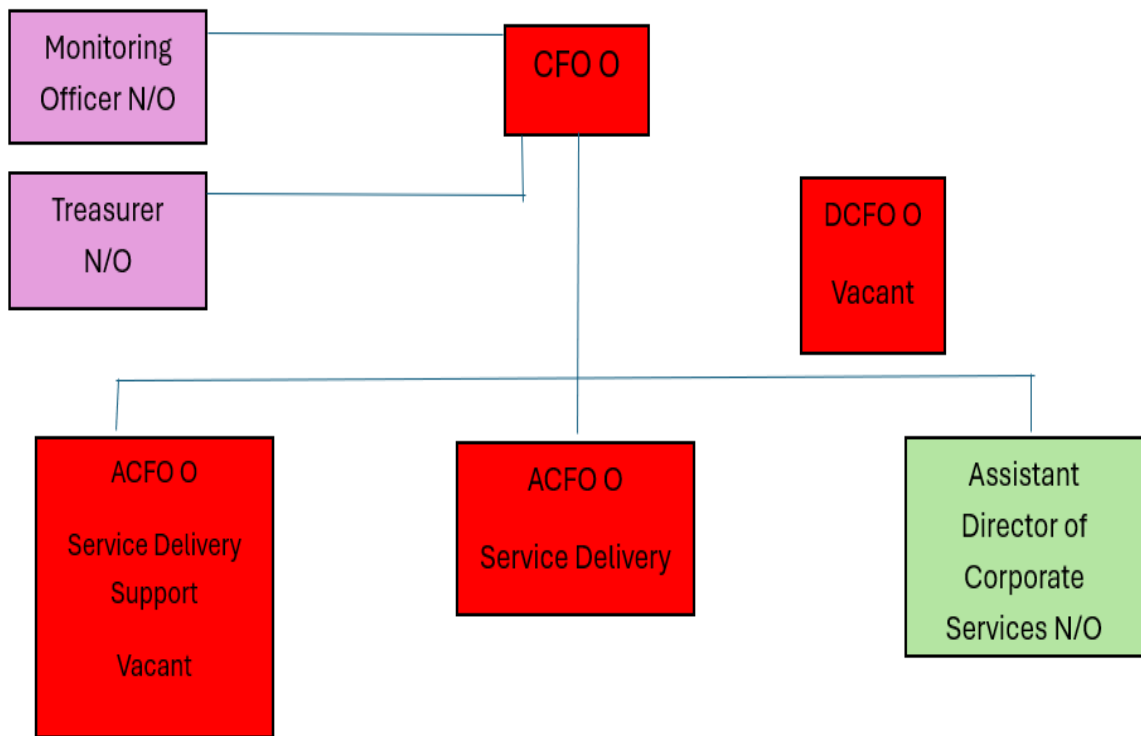 Monitoring
Officer N/O
CFO O
Treasurer
N/O
DCFO O
Vacant
ACFO O
Service Delivery
Support
Vacant
ACFO O
Service Delivery
Assistant
Director of
Corporate
Services N/O